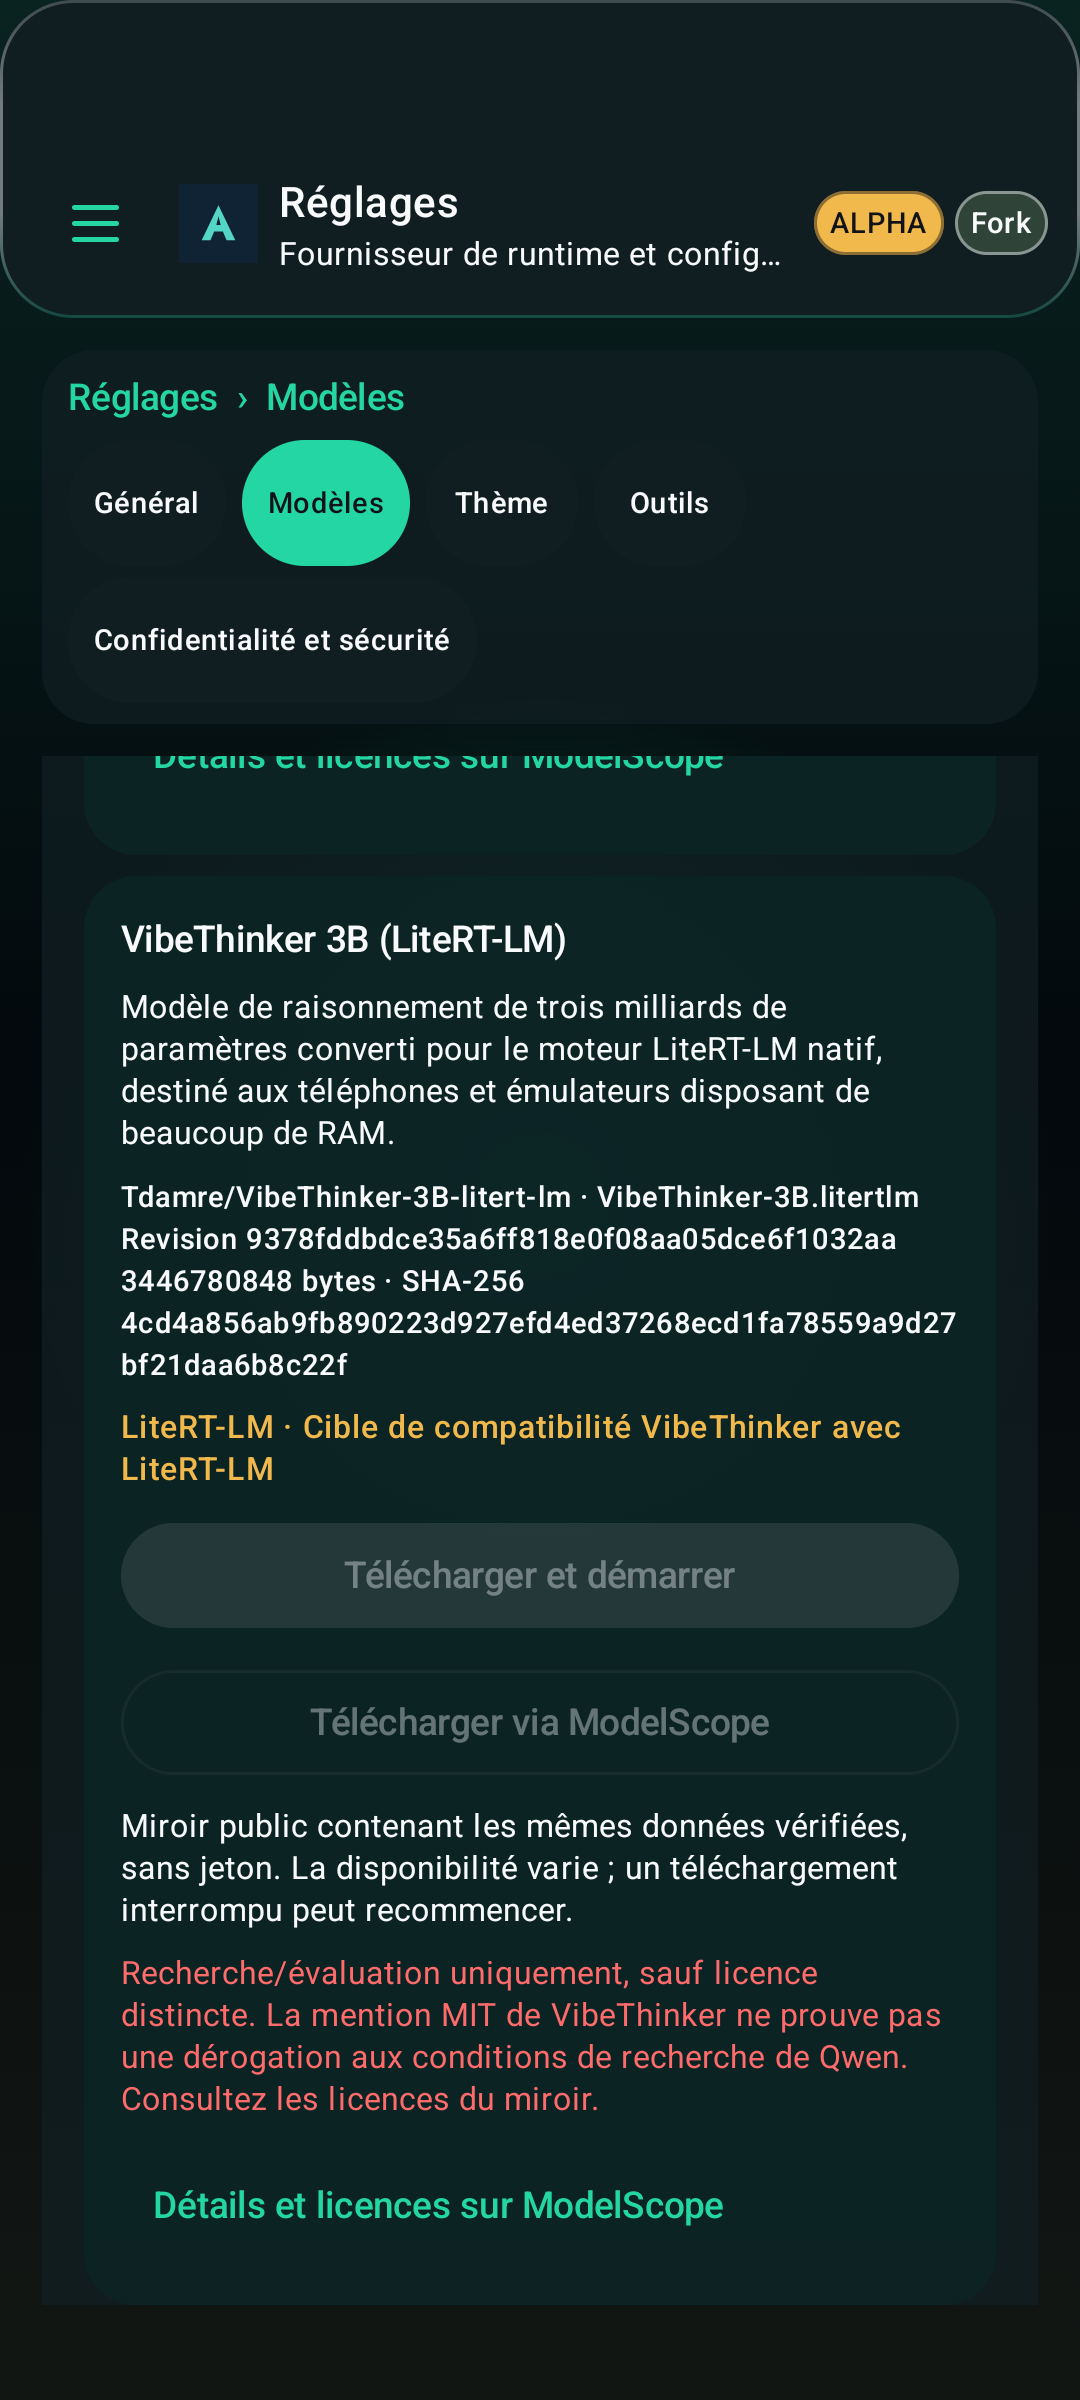 A
Réglages
Fournisseur de runtime et config...
ALPHA
Fork
Réglages › Modèles
Général
Modèles
Thème
Outils
Confidentialité et sécurité
Détails et licences sur ModelScope
VibeThinker 3B (LiteRT-LM)
Modèle de raisonnement de trois milliards de
paramètres converti pour le moteur LiteRT-LM natif,
destiné aux téléphones et émulateurs disposant de
beaucoup de RAM.
Tdamre/VibeThinker-3B-litert-lm · VibeThinker-3B.litertlm
Revision 9378fddbdce35a6ff818e0f08aa05dce6f1032aa
3446780848 bytes · SHA-256
4cd4a856ab9fb890223d927efd4ed37268ecd1fa78559a9d27
bf21daa6b8c22f
LiteRT-LM · Cible de compatibilité VibeThinker avec
LiteRT-LM
Télécharger et démarrer
Télécharger via ModelScope
Miroir public contenant les mêmes données vérifiées,
sans jeton. La disponibilité varie ; un téléchargement
interrompu peut recommencer.
Recherche/évaluation uniquement, sauf licence
distincte. La mention MIT de VibeThinker ne prouve pas
une dérogation aux conditions de recherche de Qwen.
Consultez les licences du miroir.
Détails et licences sur ModelScope